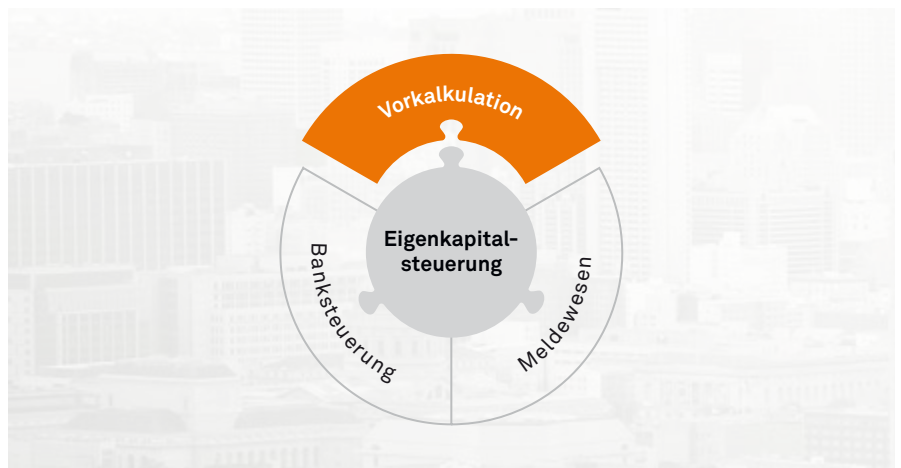 Vorkalkulation
Eigenkapital-
steuerung
Banksteuerung
Meldewesen